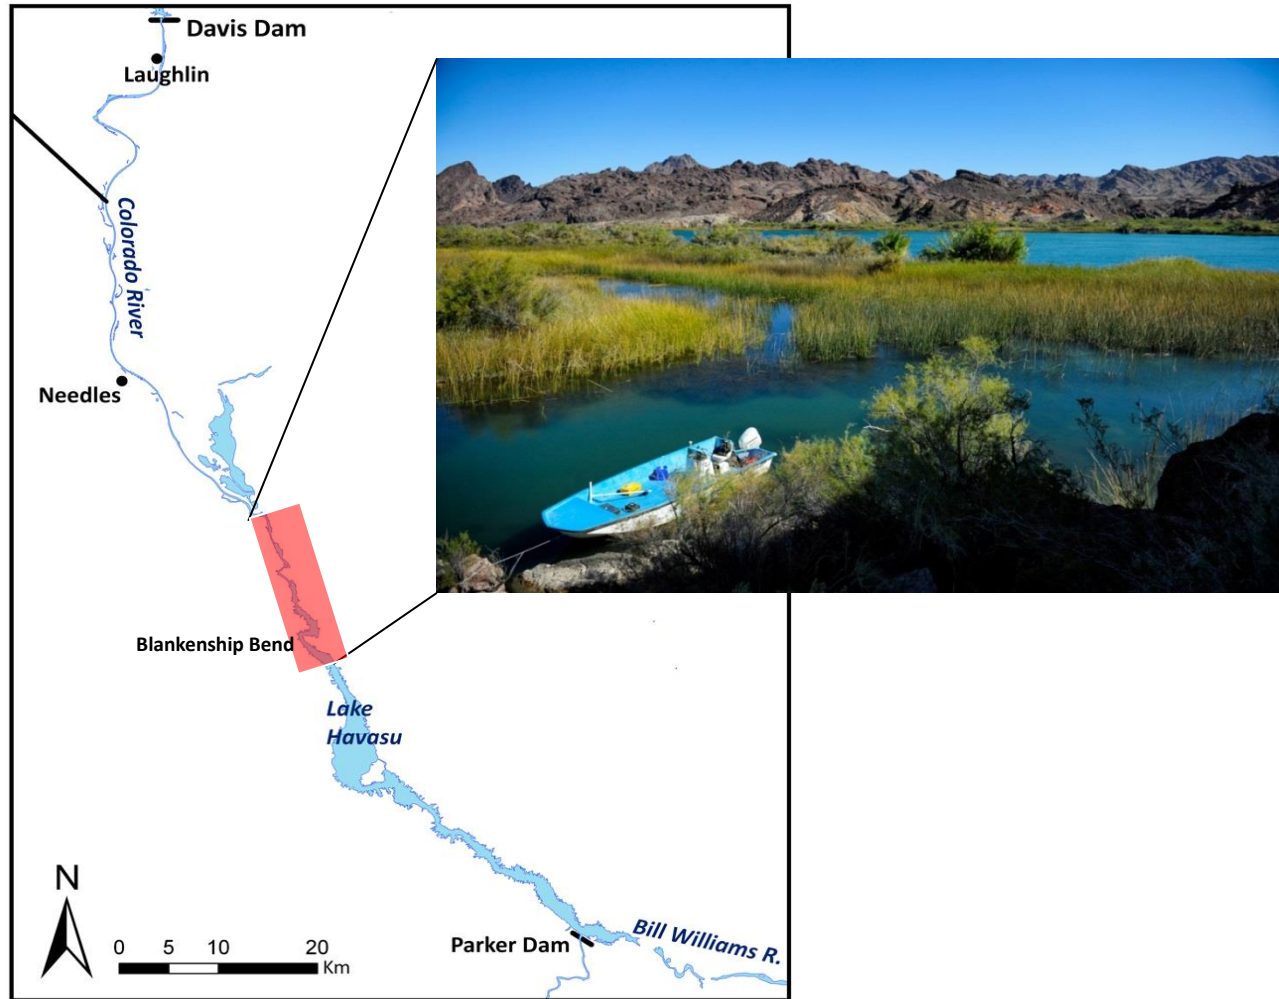 Davis Dam
Laughlin
Colorado River
Needles
Blankenship Bend
Lake
Havasu
N
0 5 10 20
Km
Parker Dam
Bill Williams R.